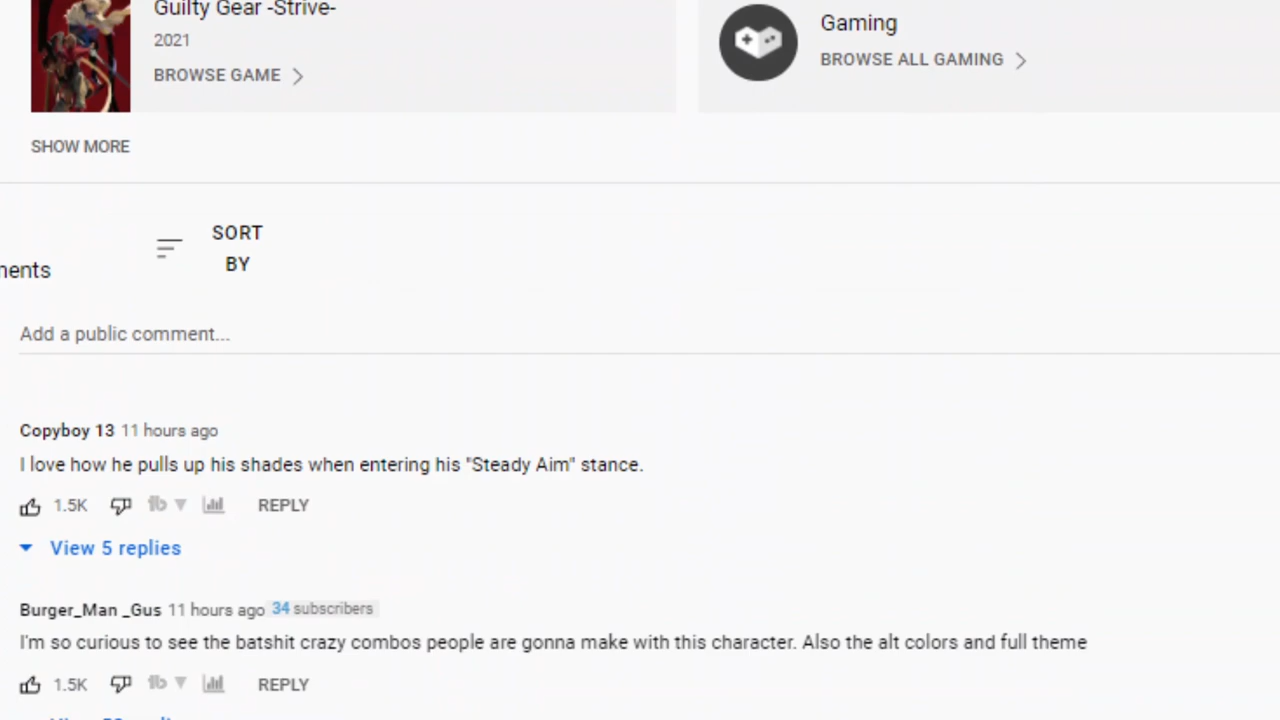 Guilty Gear -Strive-
2021
BROWSE GAME
Gaming
BROWSE ALL GAMING
SHOW MORE
SORT
BY
Add a public comment...
Copyboy 13 11 hours ago
I love how he pulls up his shades when entering his "Steady Aim" stance.
1.5K REPLY
View 5 replies
Burger_Man _Gus 11 hours ago 34 subscribers
I'm so curious to see the batshit crazy combos people are gonna make with this character. Also the alt colors and full theme
1.5K REPLY